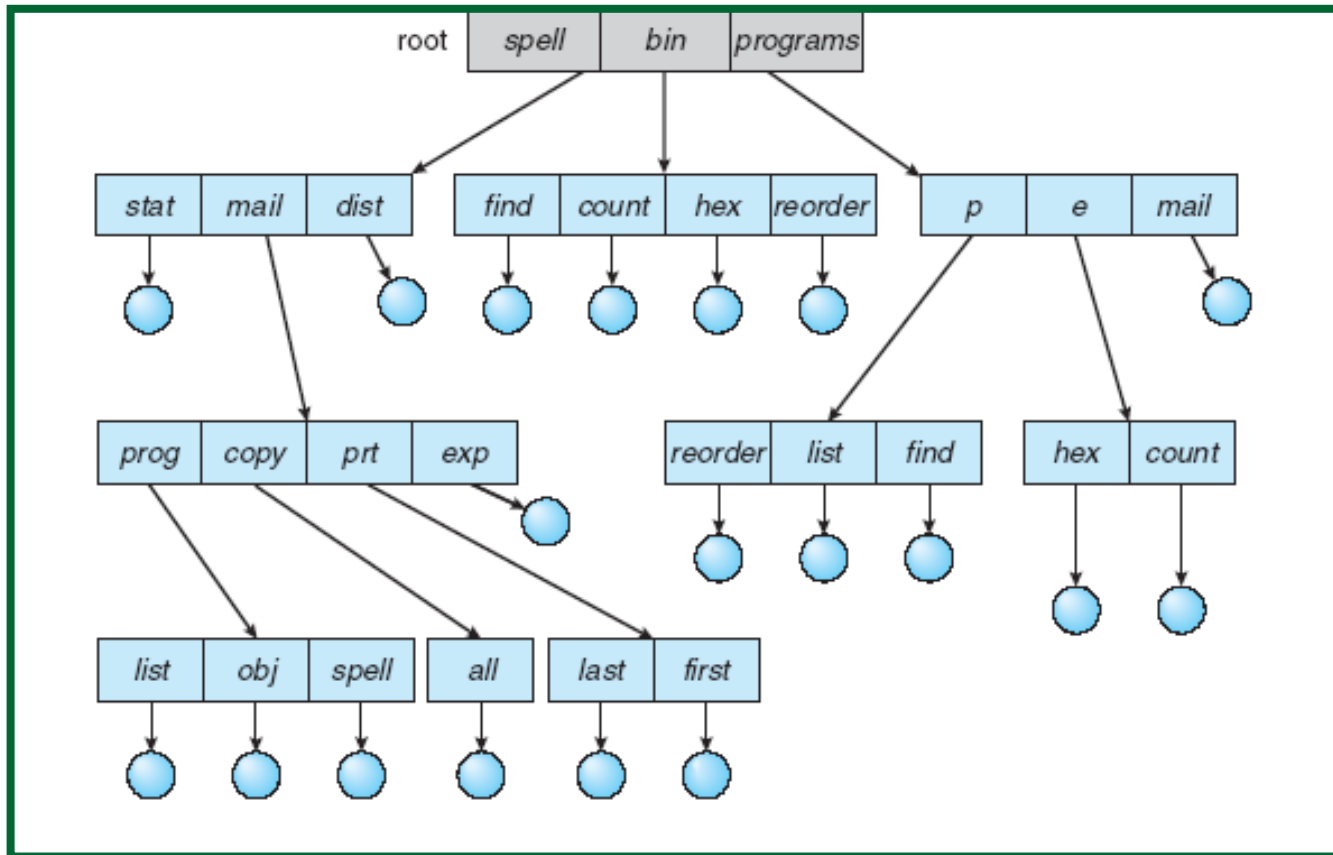 root spell bin programs
stat mail dist find count hex reorder p e mail
prog copy prt exp reorder list find hex count
list obj spell all last first